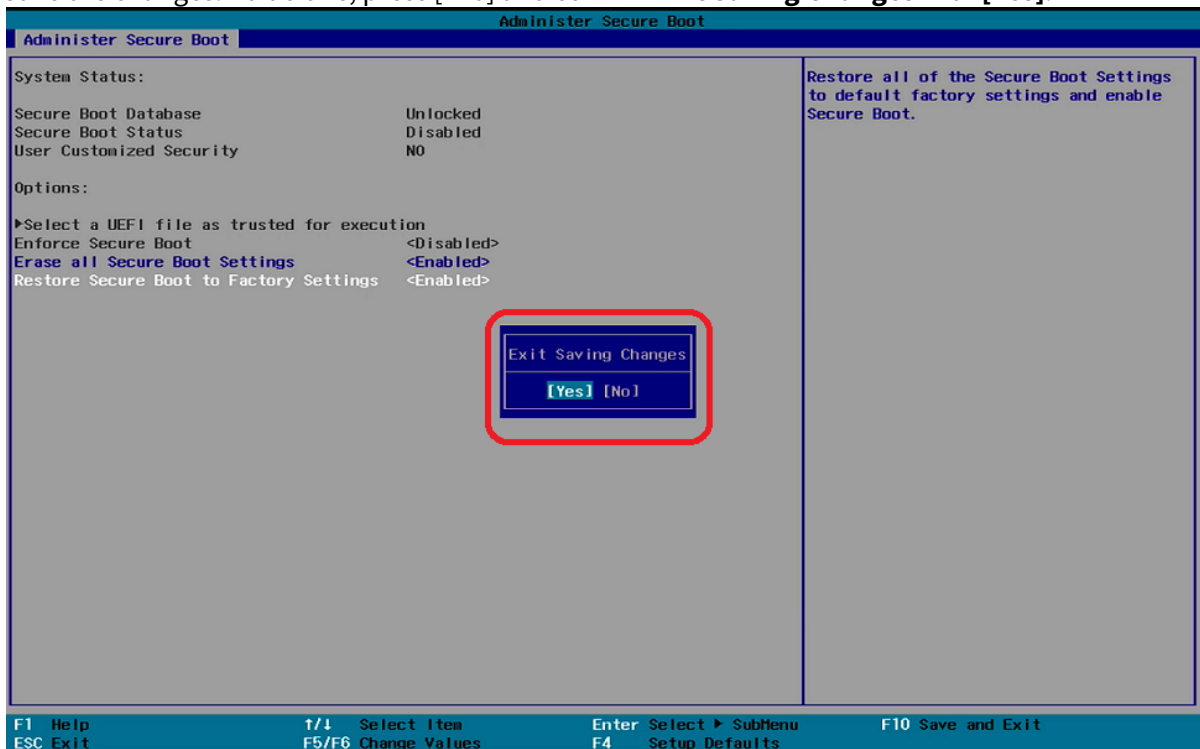 Administer Secure Boot
Administer Secure Boot
System Status:
Secure Boot Database Unlocked
Secure Boot Status Disabled
User Customized Security NO
Options:
▶Select a UEFI file as trusted for execution
Enforce Secure Boot <Disabled>
Erase all Secure Boot Settings <Enabled>
Restore Secure Boot to Factory Settings <Enabled>
Restore all of the Secure Boot Settings
to default factory settings and enable
Secure Boot.
Exit Saving Changes
[Yes] [No]
F1 Help ↑/↓ Select Item Enter Select ▶ SubMenu F10 Save and Exit
ESC Exit F5/F6 Change Values F4 Setup Defaults